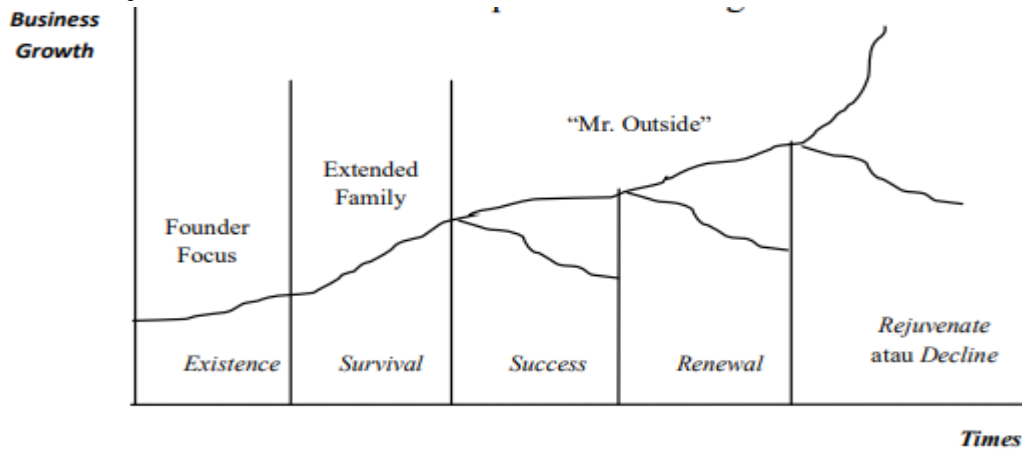 Business
Growth
"Mr. Outside"
Extended
Family
Founder
Focus
Existence
Survival
Success
Renewal
Rejuvenate
atau Decline
Times